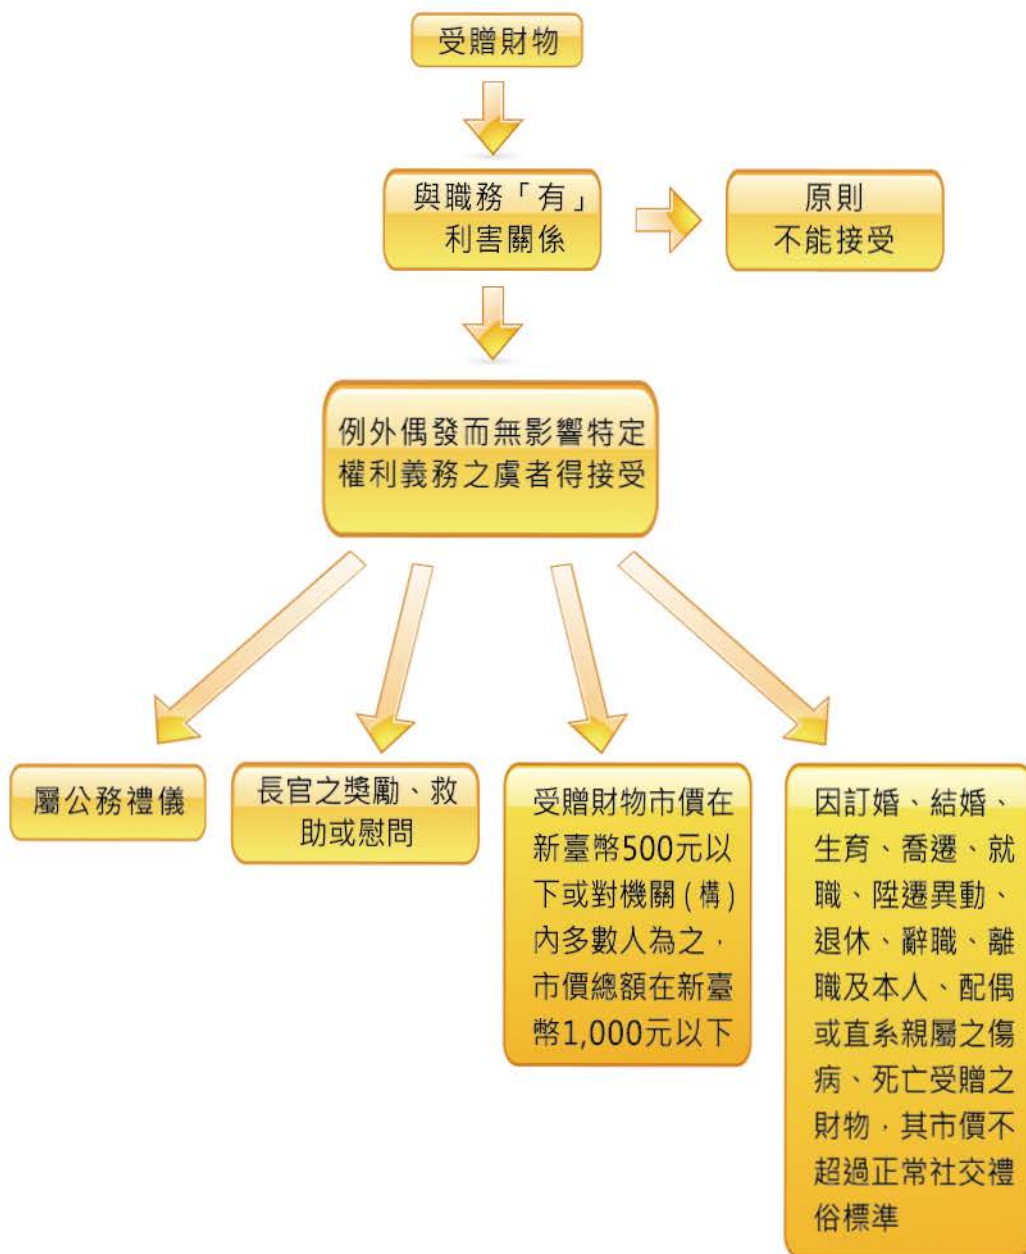 受贈財物
與職務「有」
利害關係
原則
不能接受
例外偶發而無影響特定
權利義務之虞者得接受
屬公務禮儀
長官之獎勵、救
助或慰問
受贈財物市價在
新臺幣500元以
下或對機關(構)
內多數人為之，
市價總額在新臺
幣1,000元以下
因訂婚、結婚、
生育、喬遷、就
職、陞遷異動、
退休、辭職、離
職及本人、配偶
或直系親屬之傷
病、死亡受贈之
財物，其市價不
超過正常社交禮
俗標準